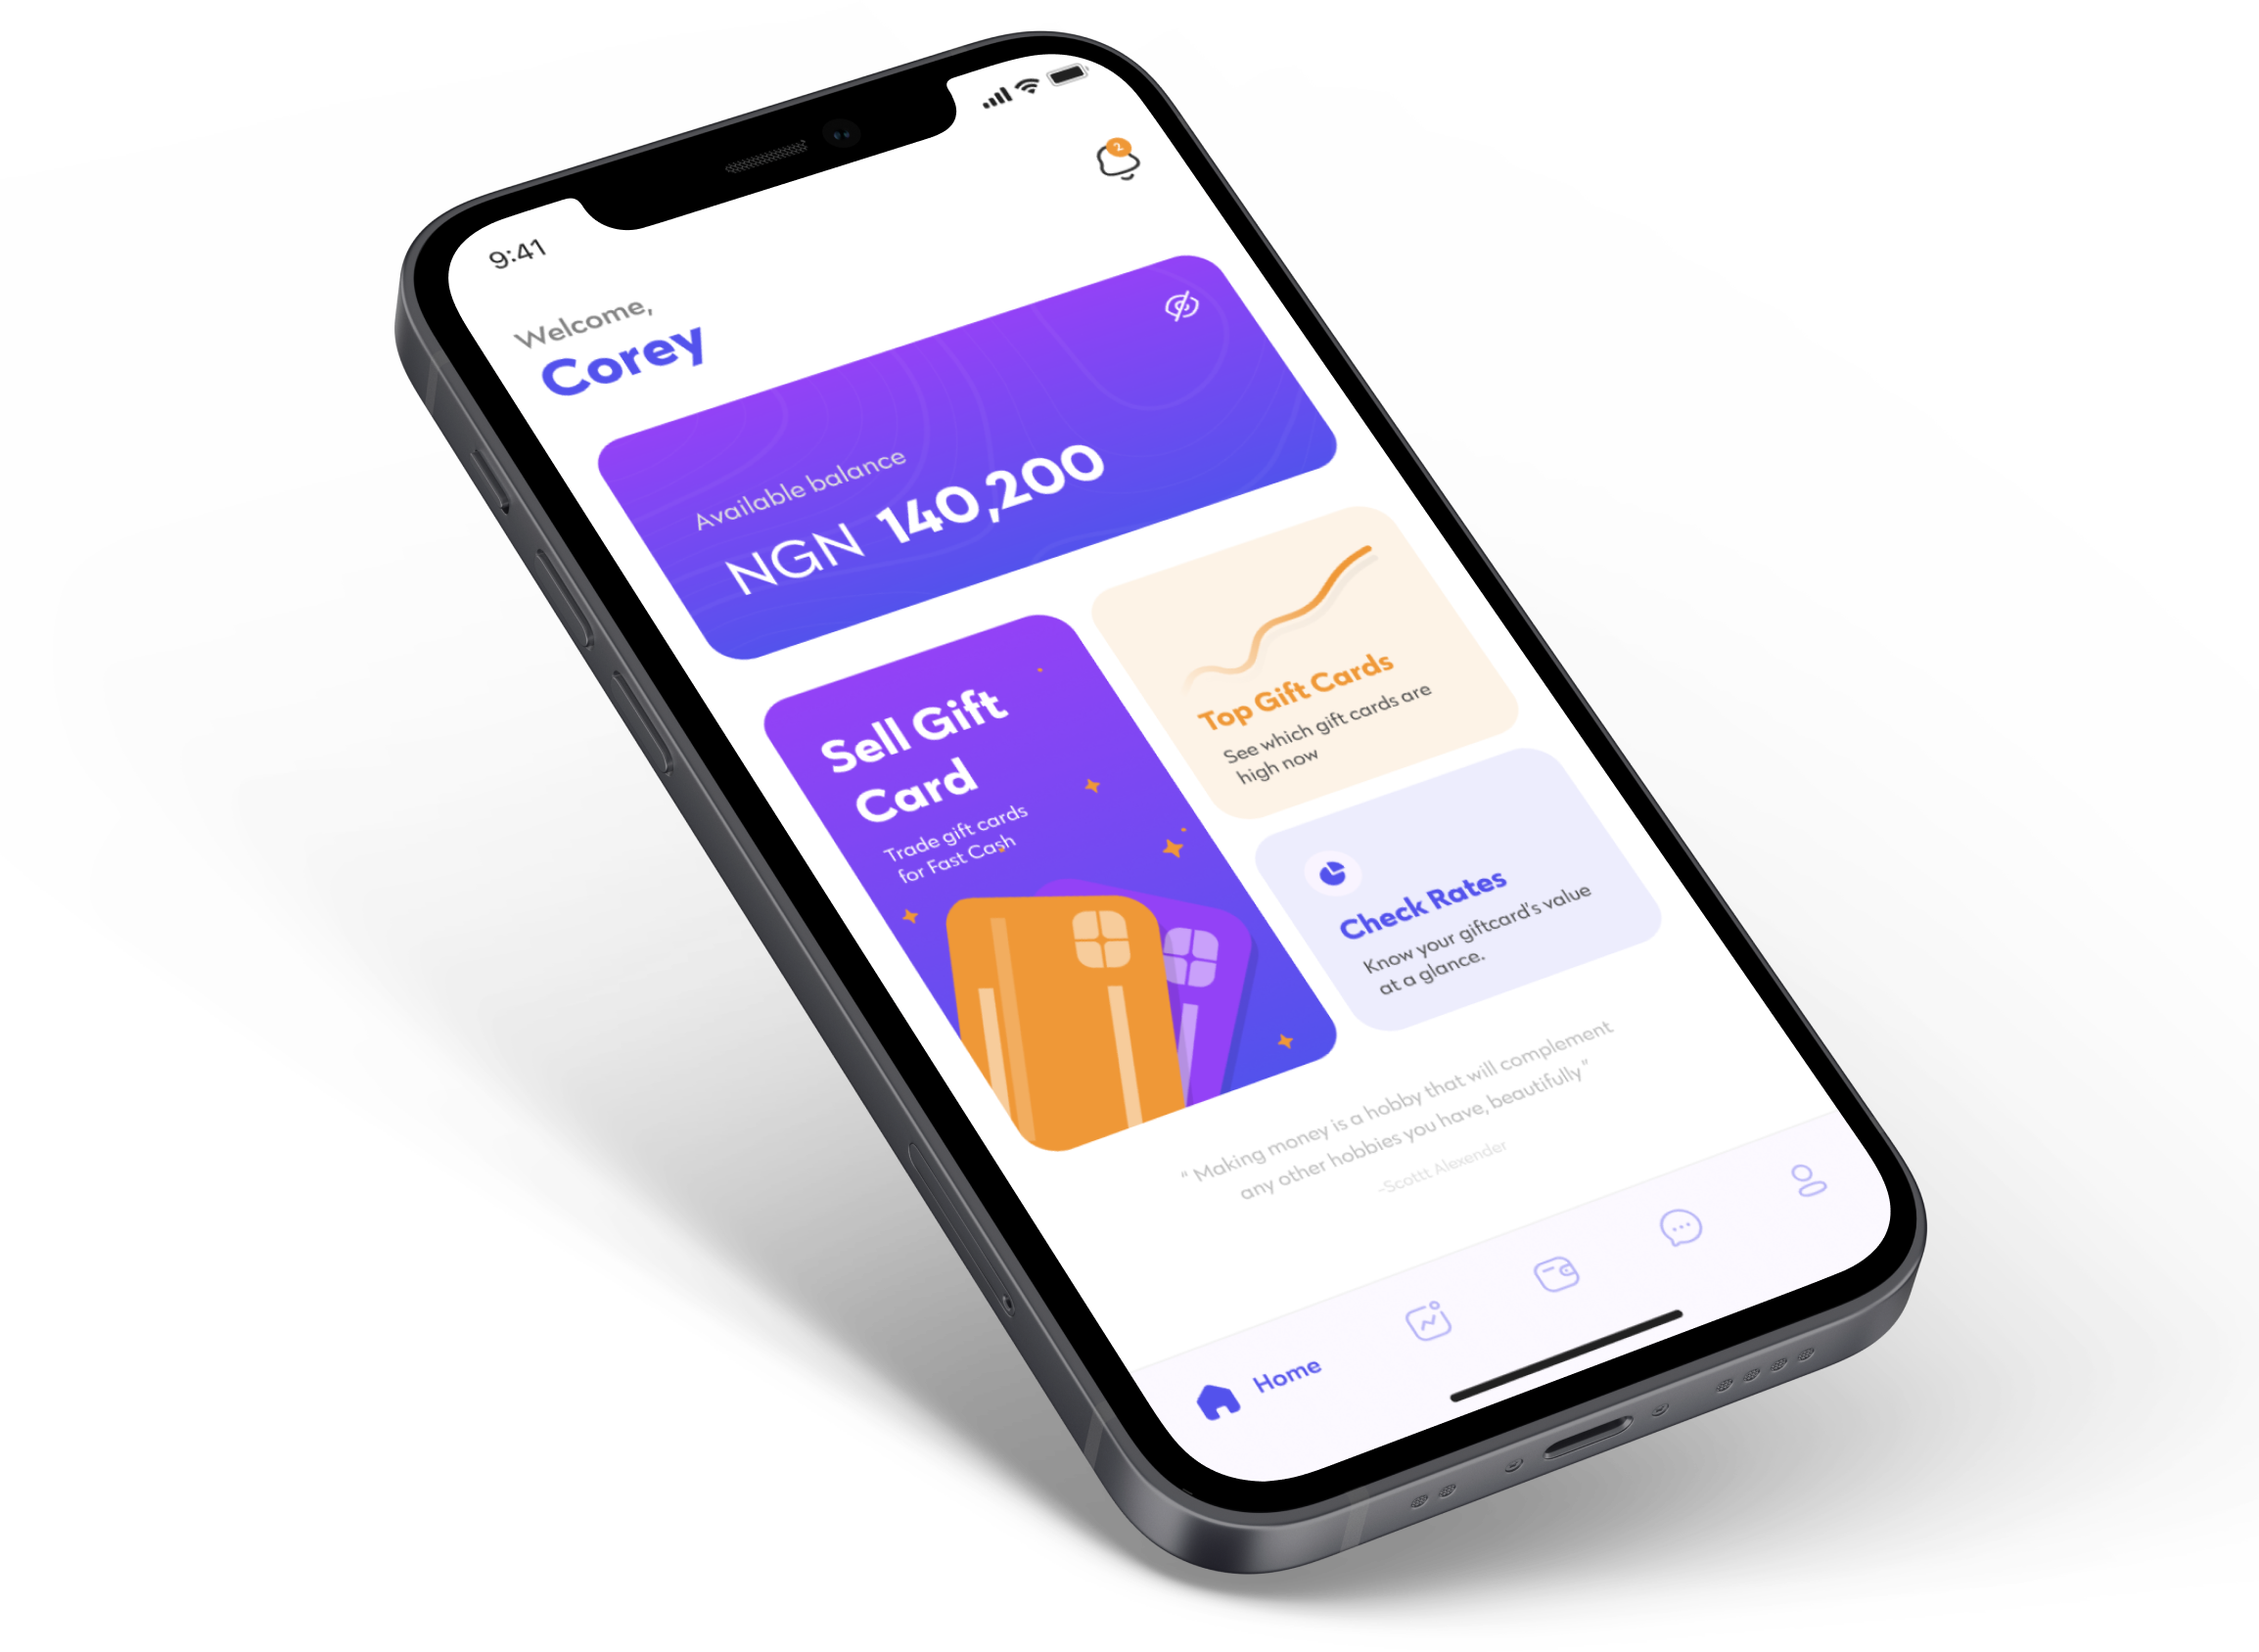 9:41
2
Welcome,
Corey
Available balance
NGN 140,200
Sell Gift
Card
Trade gift cards
for Fast Cash
Top Gift Cards
See which gift cards are
high now
Check Rates
Know your giftcard's value
at a glance.
“ Making money is a hobby that will complement
any other hobbies you have, beautifully”
-Scottt Alexender
Home